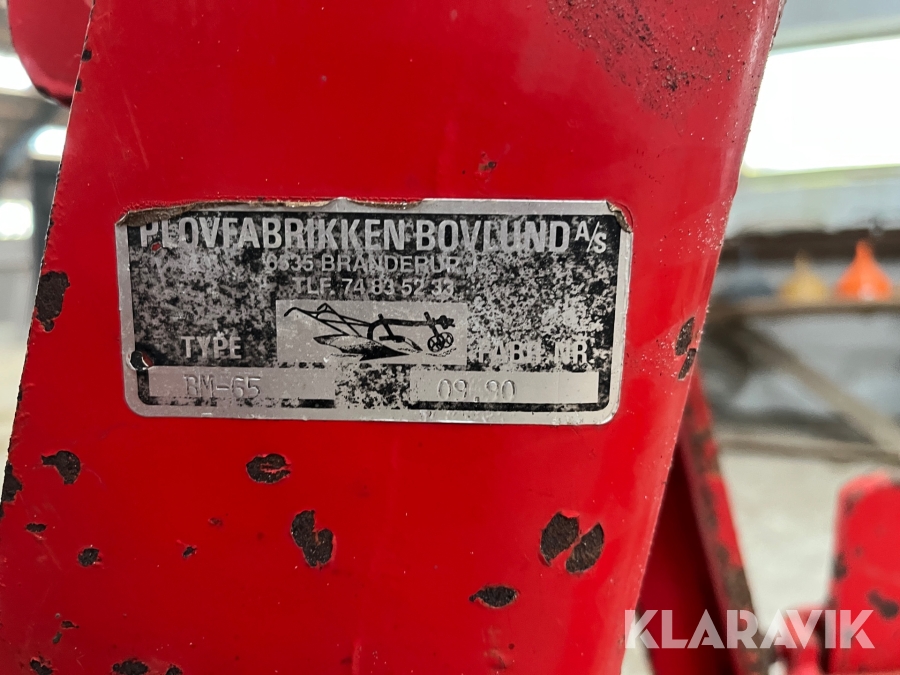 PLOVFABRIKKEN BOVLUND A/S
6535 BRANDERUP J
TLF. 74 83 52 33
TYPE FABR. NR.
BM-65 09.90
KLARAVIK